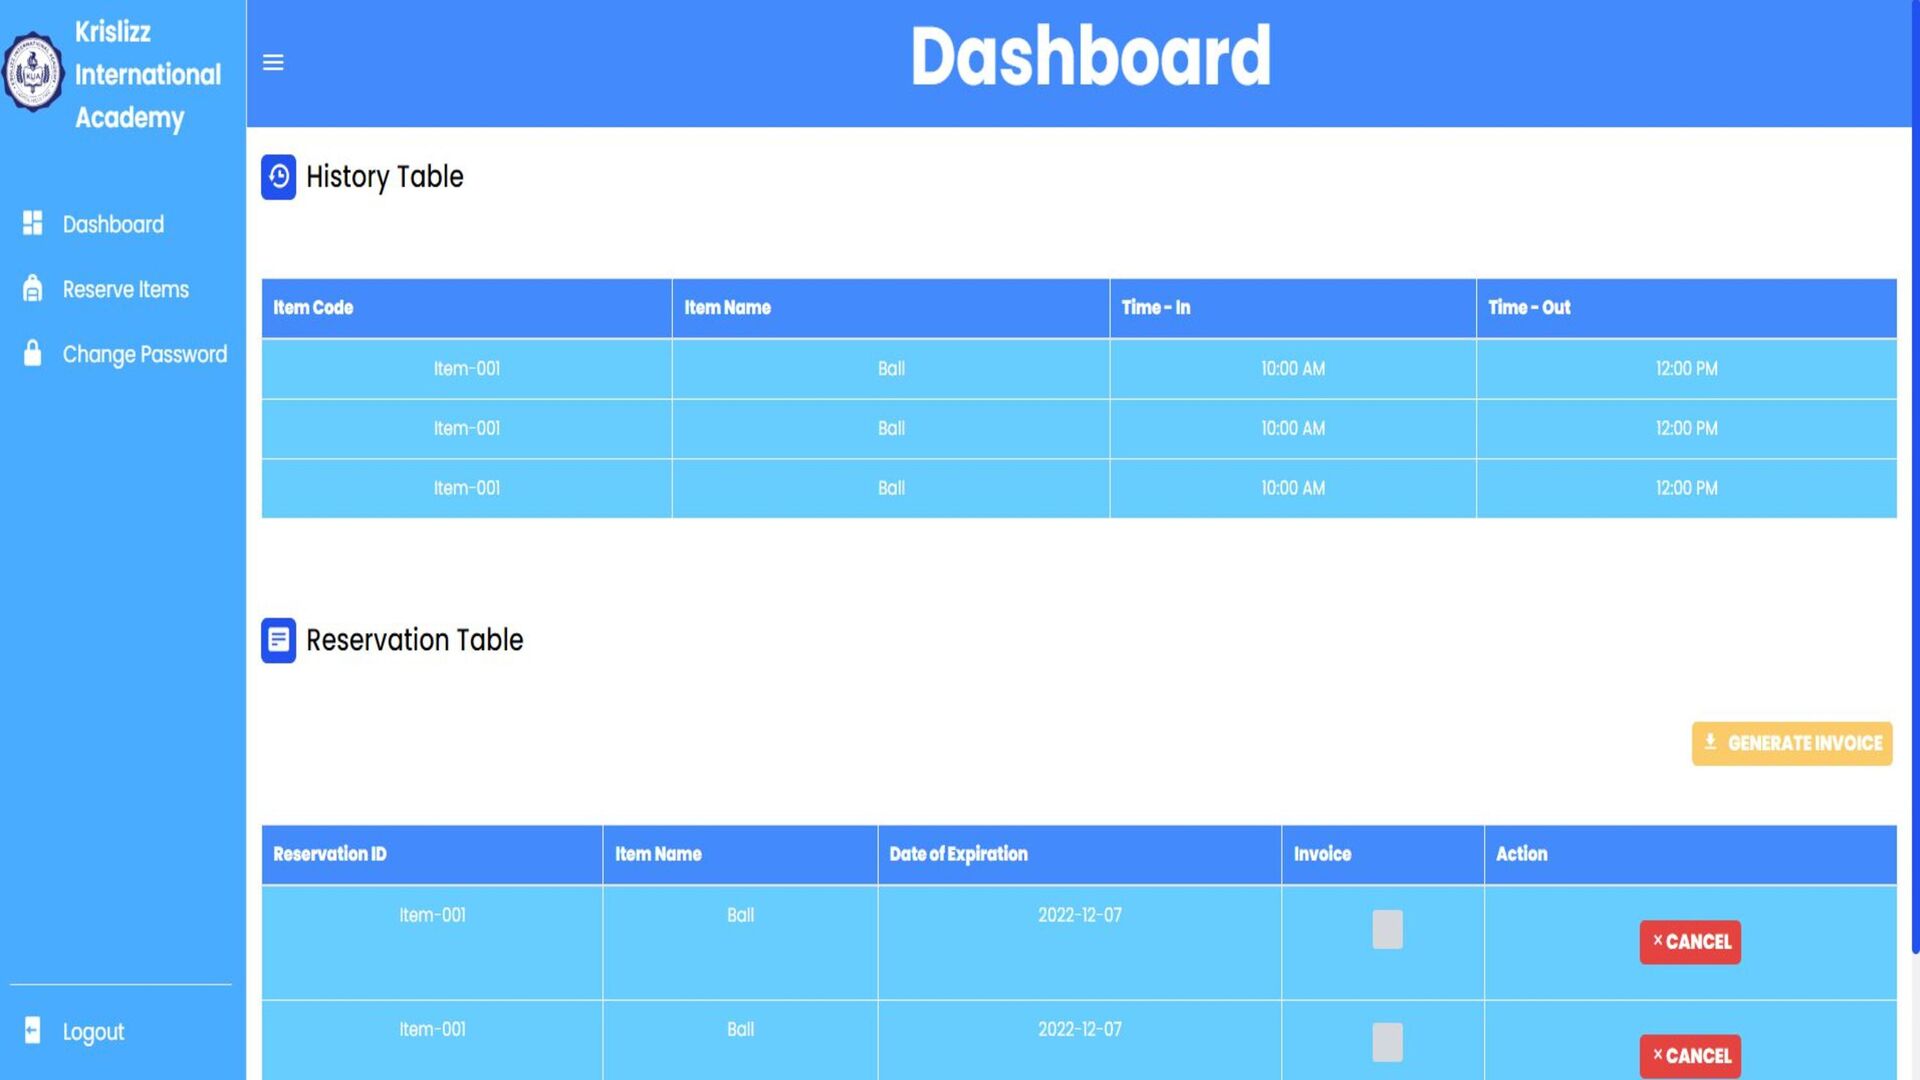 Krislizz
International
Academy
Dashboard
Reserve Items
Change Password
Logout
Dashboard
History Table
Item Code Item Name Time - In Time - Out
Item-001 Ball 10:00 AM 12:00 PM
Item-001 Ball 10:00 AM 12:00 PM
Item-001 Ball 10:00 AM 12:00 PM
Reservation Table
GENERATE INVOICE
Reservation ID Item Name Date of Expiration Invoice Action
Item-001 Ball 2022-12-07 × CANCEL
Item-001 Ball 2022-12-07 × CANCEL